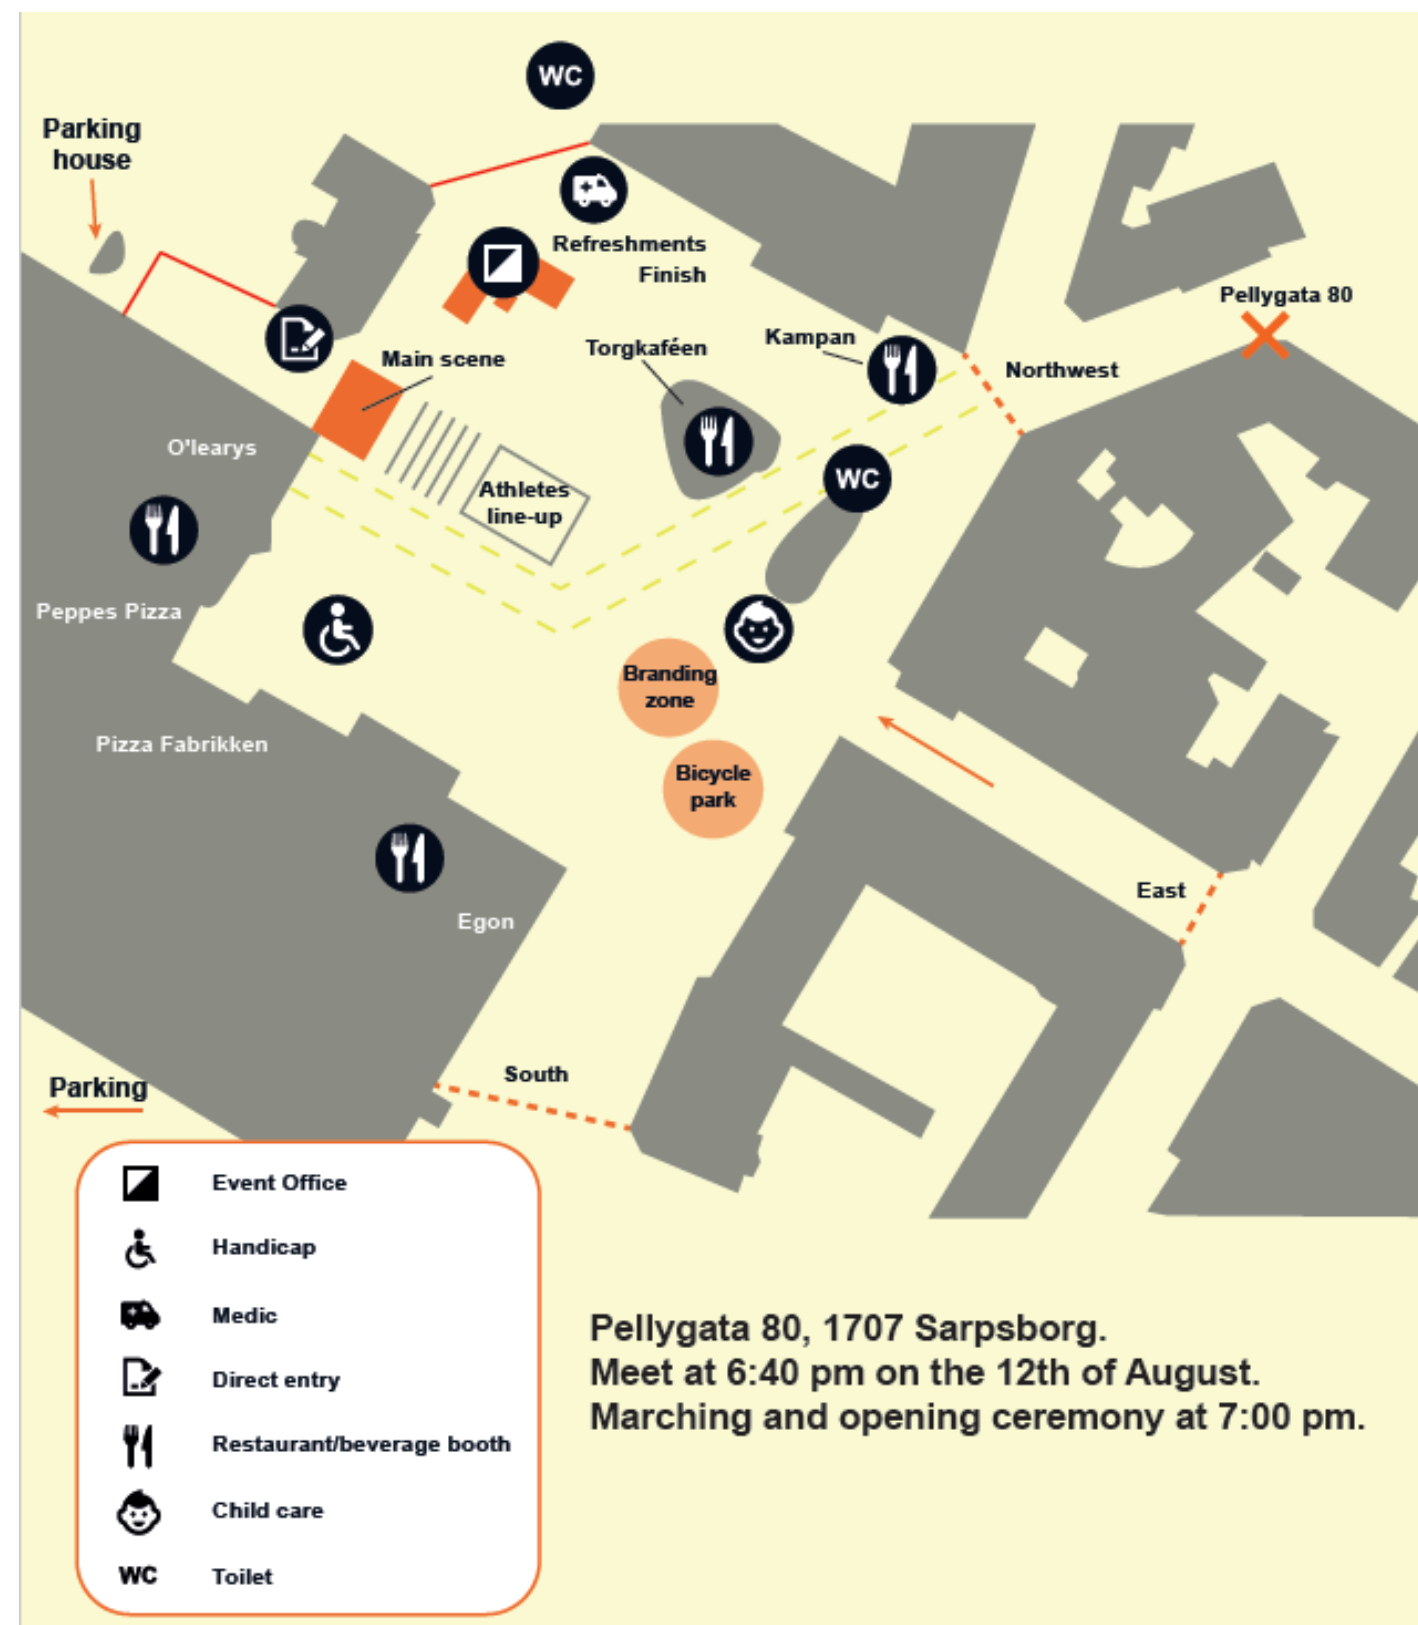 WC
Parking
house
Refreshments
Finish
Pellygata 80
Kampan
Torgkaféen
Main scene
Northwest
O'learys
WC
Athletes
line-up
Peppes Pizza
Branding
zone
Pizza Fabrikken
Bicycle
park
East
Egon
South
Parking
Event Office
Handicap
Medic
Direct entry
Restaurant/beverage booth
Child care
WC Toilet
Pellygata 80, 1707 Sarpsborg.
Meet at 6:40 pm on the 12th of August.
Marching and opening ceremony at 7:00 pm.